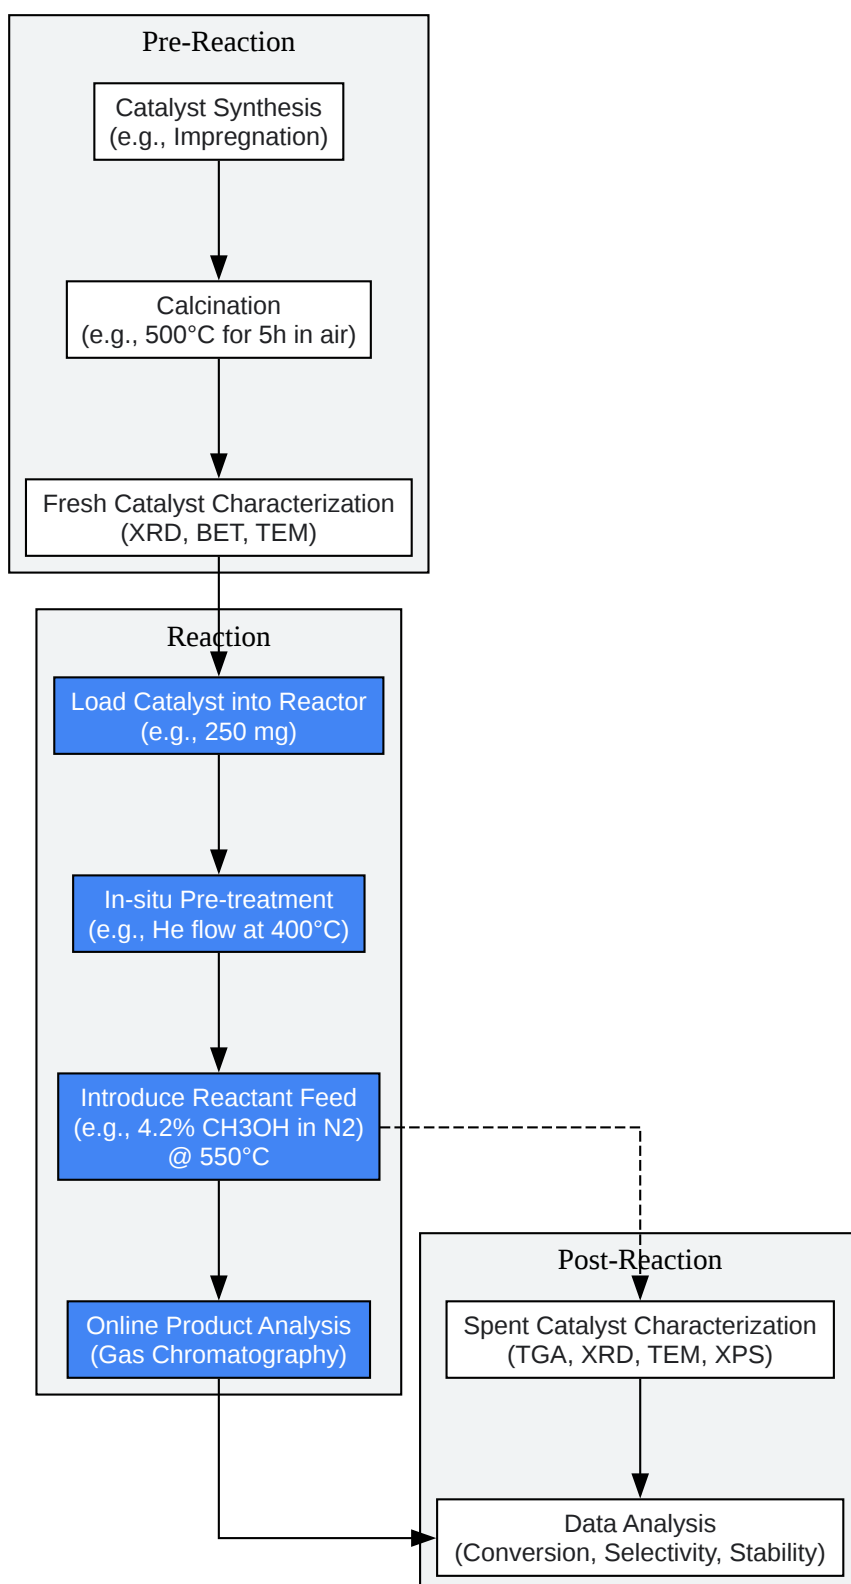 Pre-Reaction
Catalyst Synthesis
(e.g., Impregnation)
Calcination
(e.g., 500°C for 5h in air)
Fresh Catalyst Characterization
(XRD, BET, TEM)
Reaction
Load Catalyst into Reactor
(e.g., 250 mg)
In-situ Pre-treatment
(e.g., He flow at 400°C)
Introduce Reactant Feed
(e.g., 4.2% CH3OH in N2)
@ 550°C
Online Product Analysis
(Gas Chromatography)
Post-Reaction
Spent Catalyst Characterization
(TGA, XRD, TEM, XPS)
Data Analysis
(Conversion, Selectivity, Stability)